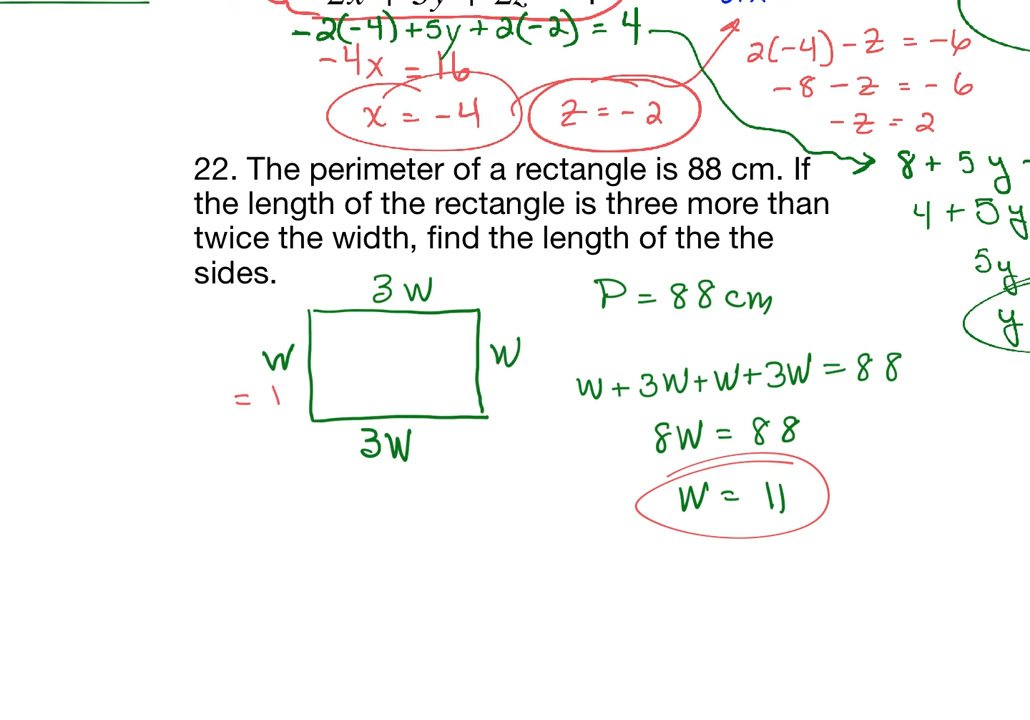 -2(-4)+5y+2(-2) = 4
2(-4) - z = -6
-4x = 16
-8 - z = -6
x = -4
z = -2
-z = 2
22. The perimeter of a rectangle is 88 cm. If
8 + 5y
the length of the rectangle is three more than
4 + 5y
twice the width, find the length of the the
sides.
5y
3W
P = 88 cm
y
W
W
W + 3W + W + 3W = 88
= 1
3W
8W = 88
W = 11